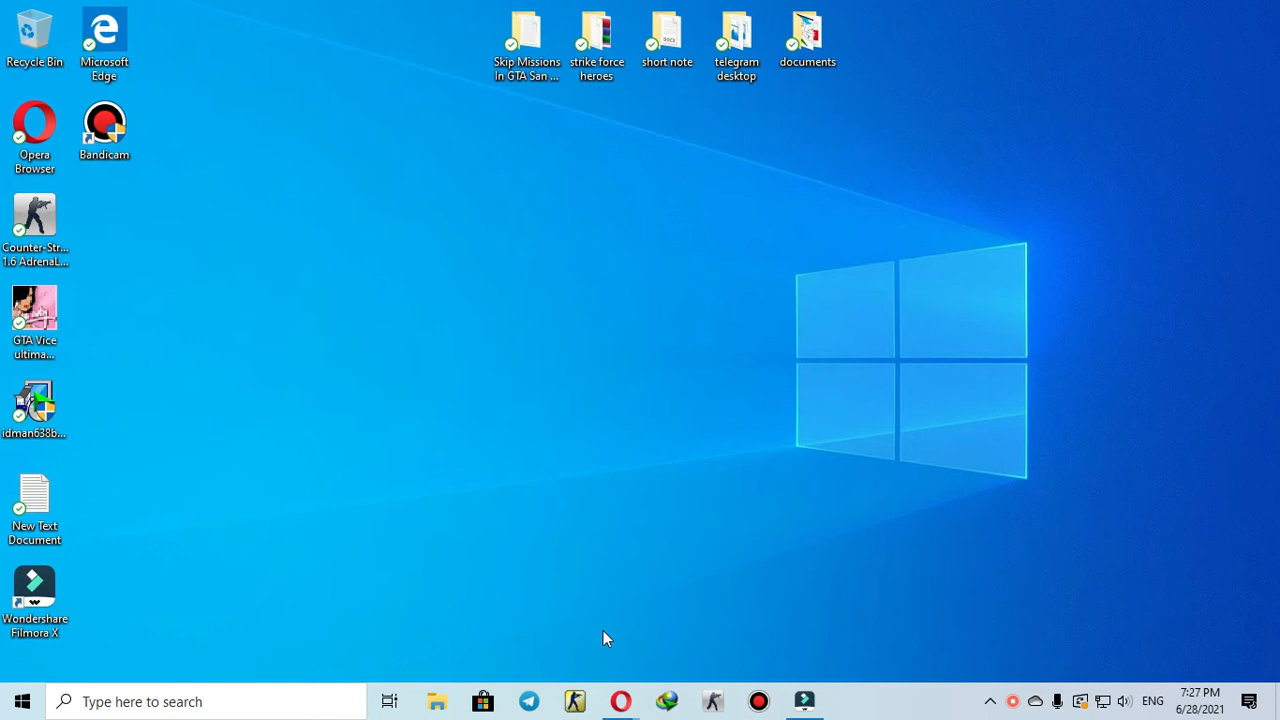 Recycle Bin
Microsoft
Edge
Skip Missions
In GTA San ...
strike force
heroes
short note
telegram
desktop
documents
Opera
Browser
Bandicam
Counter-Str...
1.6 AdrenaL...
GTA Vice
ultima...
idman638b...
New Text
Document
Wondershare
Filmora X
Type here to search
ENG
7:27 PM
6/28/2021